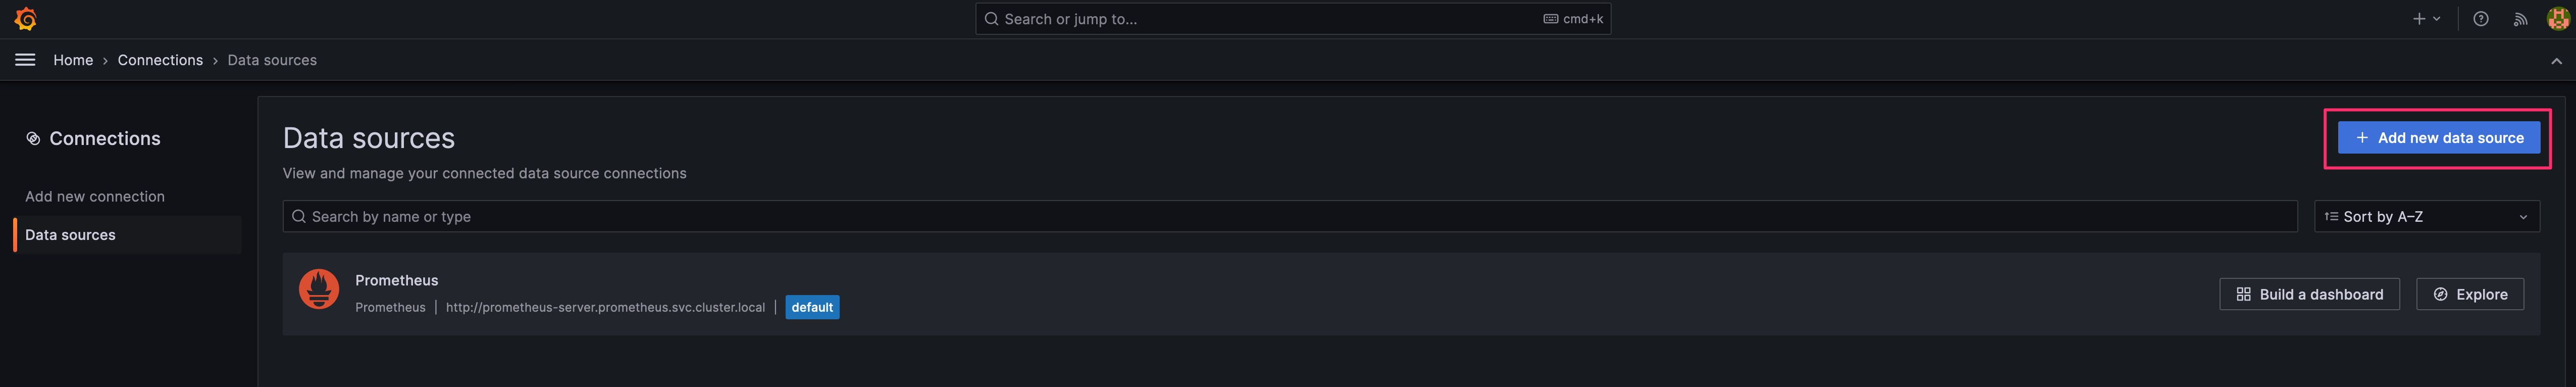 Search or jump to...
cmd+k
Home › Connections › Data sources
Connections
Add new connection
Data sources
Data sources
View and manage your connected data source connections
+ Add new data source
Search by name or type
Sort by A–Z
Prometheus
Prometheus | http://prometheus-server.prometheus.svc.cluster.local | default
Build a dashboard
Explore